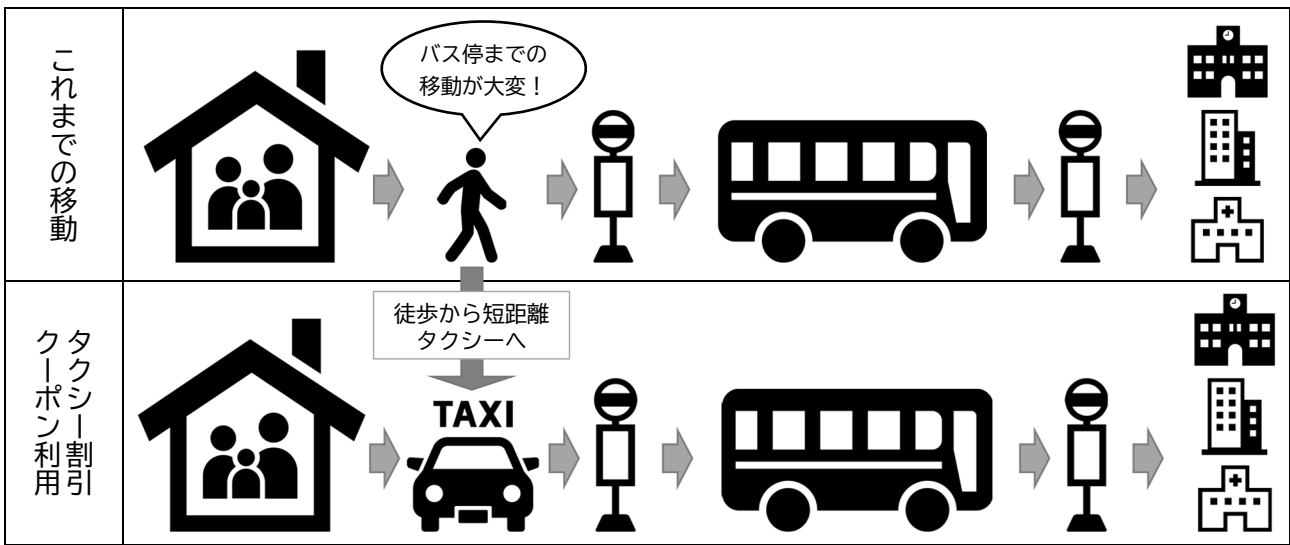 これまでの移動
バス停までの
移動が大変！
徒歩から短距離
タクシーへ
タクシー割引
クーポン利用
TAXI